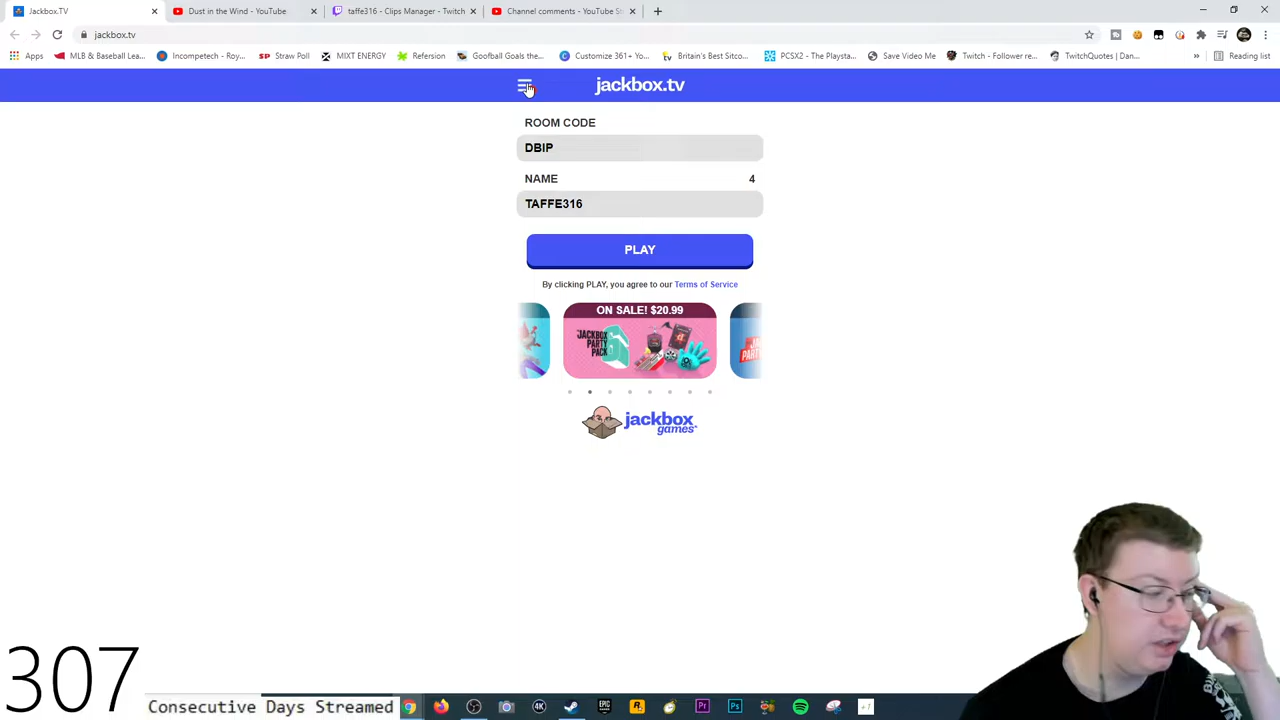 Jackbox.TV
Dust in the Wind - YouTube
taffe316 - Clips Manager - Twitch
Channel comments - YouTube St
jackbox.tv
Apps
MLB & Baseball Lea...
Incompetech - Roy...
SP Straw Poll
MIXT ENERGY
Refersion
Goofball Goals the...
Customize 361+ Yo...
Britain's Best Sitco...
PCSX2 - The Playsta...
Save Video Me
Twitch - Follower re...
TwitchQuotes | Dan...
Reading list
jackbox.tv
ROOM CODE
DBIP
NAME 4
TAFFE316
PLAY
By clicking PLAY, you agree to our Terms of Service
ON SALE! $20.99
JACKBOX
PARTY
PACK
jackbox
games
307
Consecutive Days Streamed